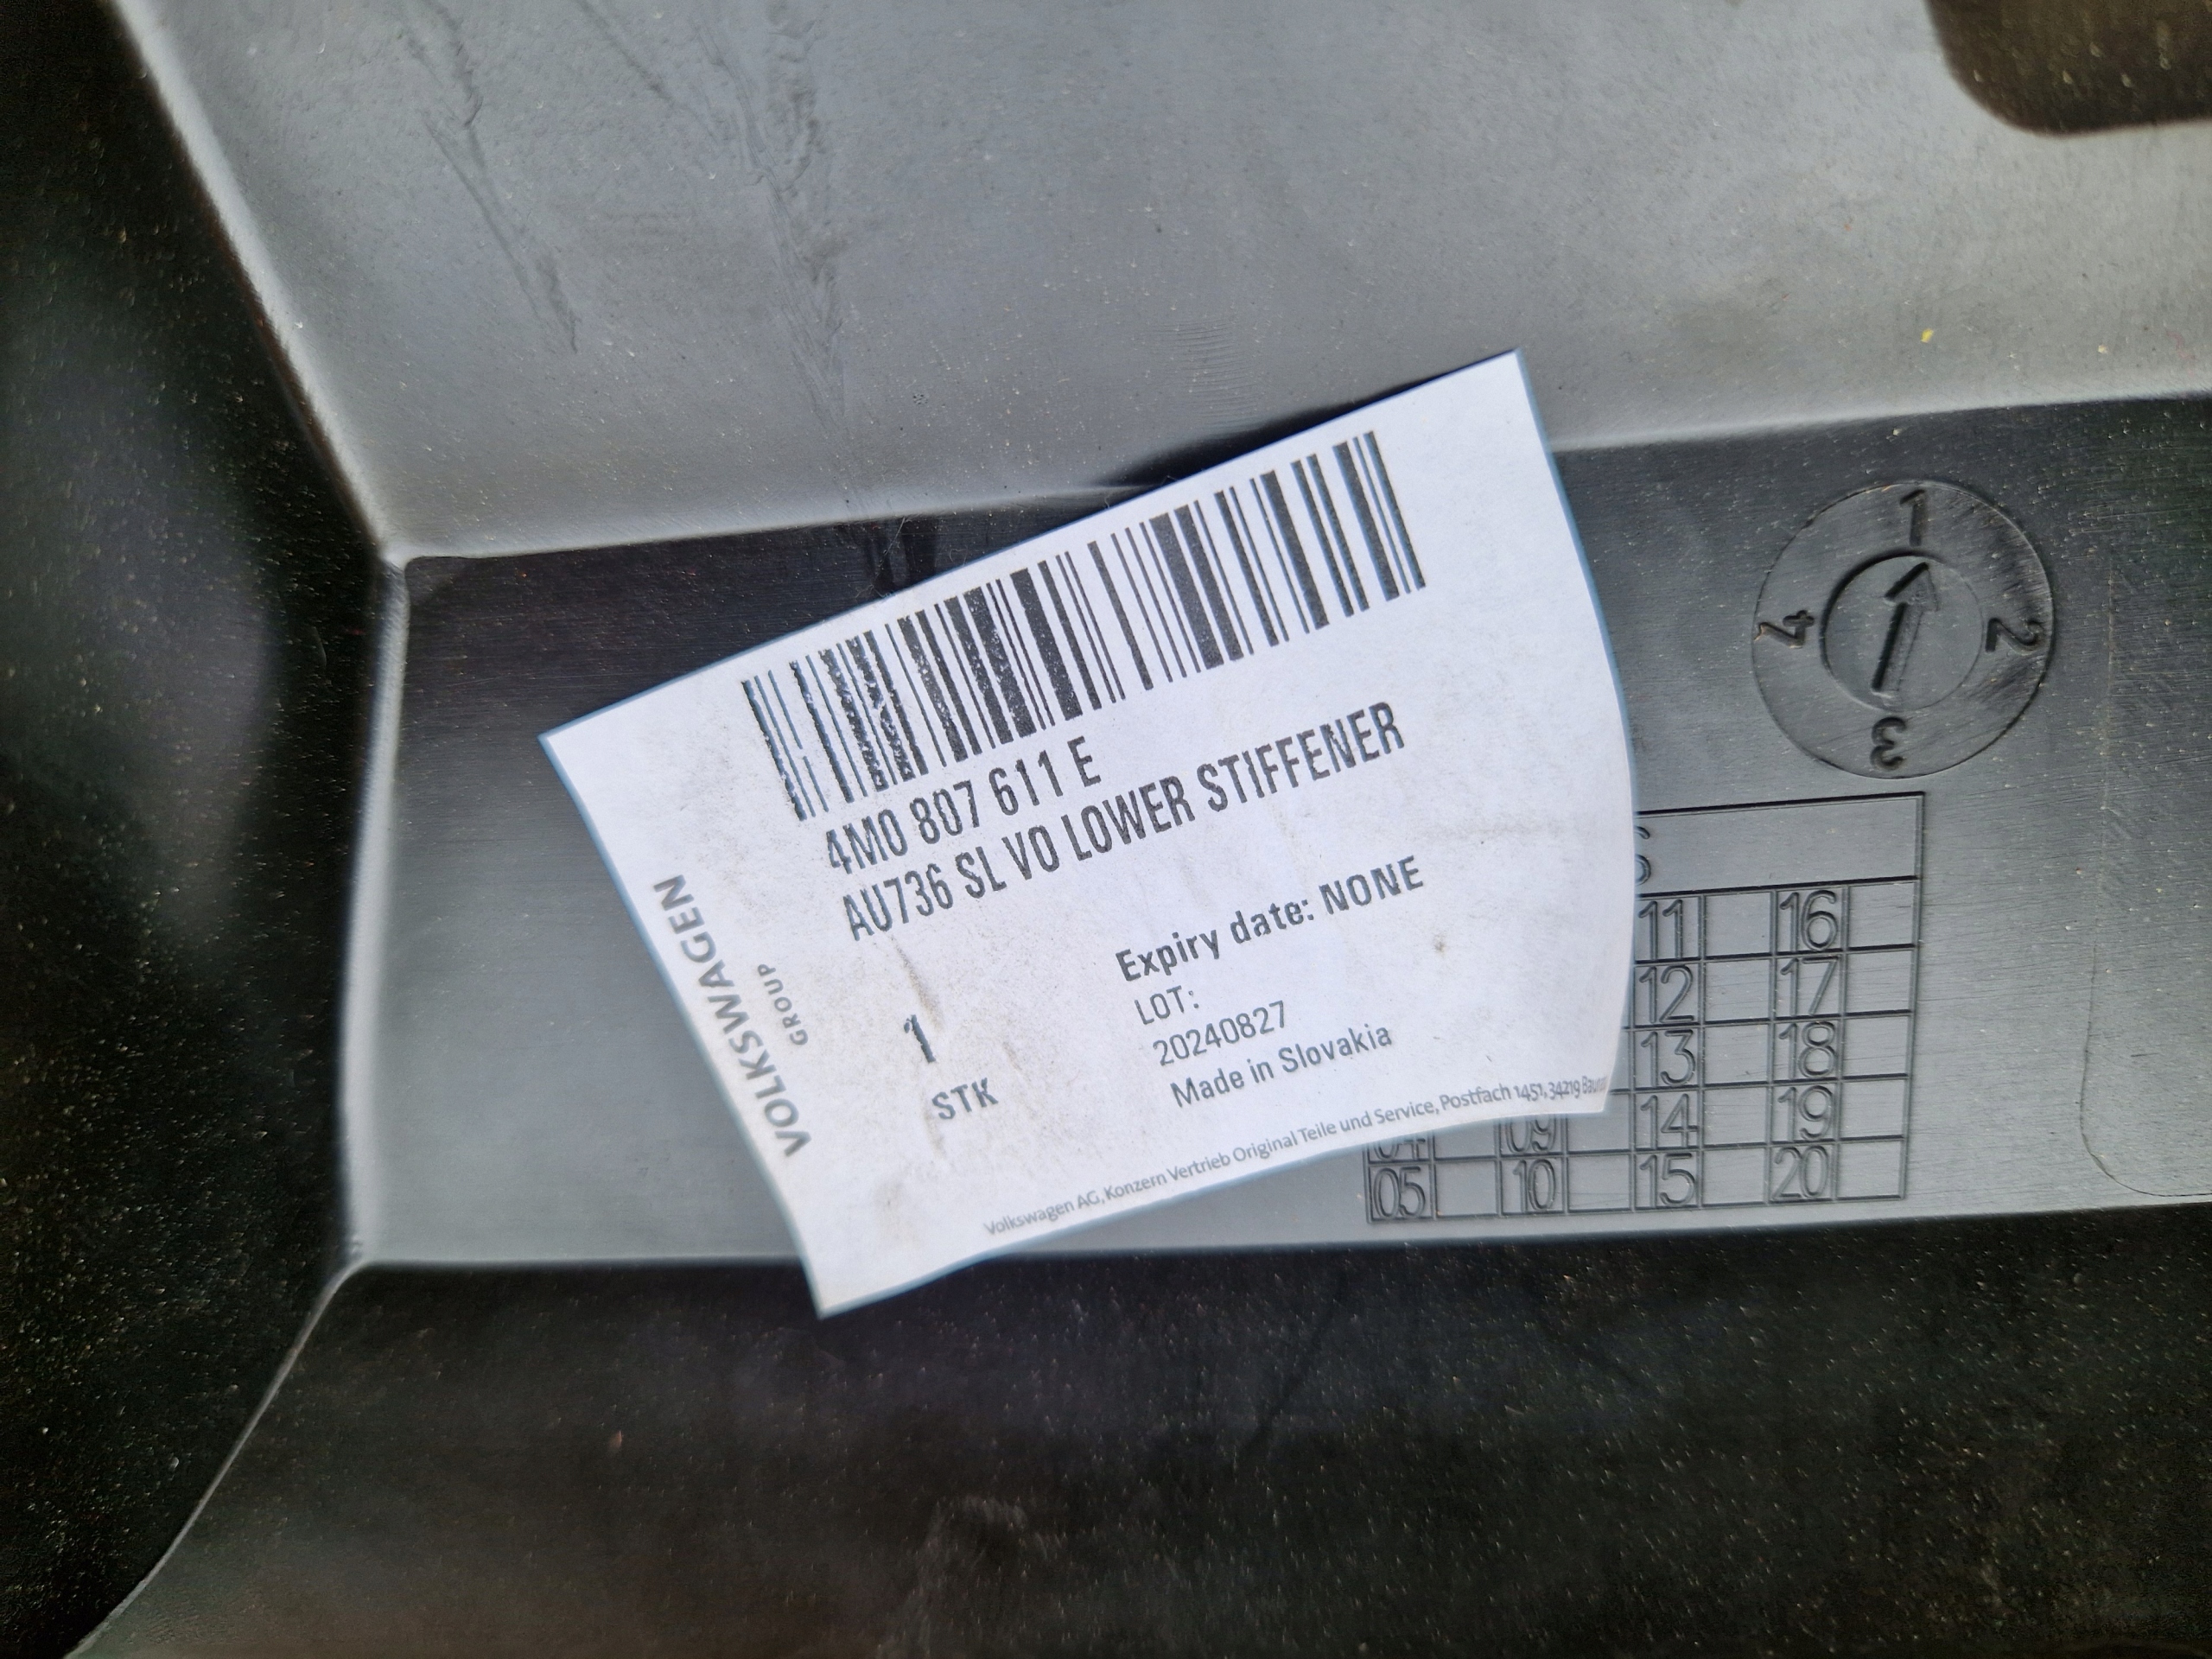 4M0 807 611 E
AU736 SL VO LOWER STIFFENER
Expiry date: NONE
LOT:
20240827
Made in Slovakia
1
STK
VOLKSWAGEN
GROUP
Volkswagen AG, Konzern Vertrieb Original Teile und Service, Postfach 1451, 34219
1
2
3
4
11 16
12 17
13 18
09 14 19
05 10 15 20